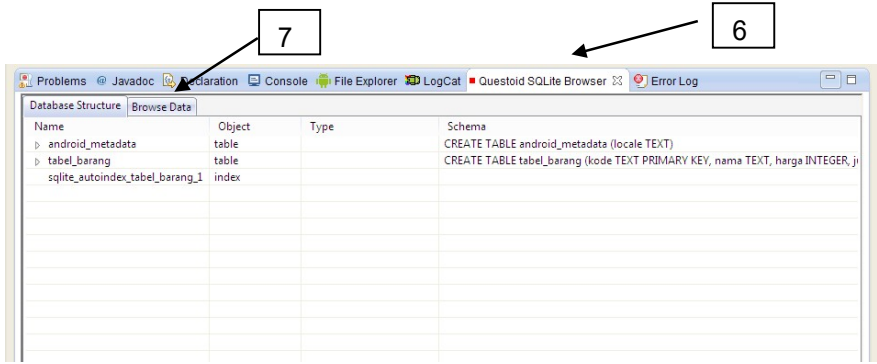 7
6
Problems @ Javadoc Declaration Console File Explorer LogCat Questoid SQLite Browser Error Log
Database Structure Browse Data
Name Object Type Schema
android_metadata table CREATE TABLE android_metadata (locale TEXT)
tabel_barang table CREATE TABLE tabel_barang (kode TEXT PRIMARY KEY, nama TEXT, harga INTEGER,
sqlite_autoindex_tabel_barang_1 index